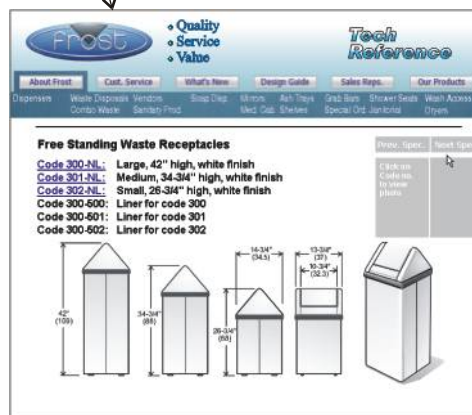 Frost
• Quality
• Service
• Value
Tech
Reference
About Frost
Cust. Service
What's New
Design Guide
Sales Reps.
Our Products
Dispensers Waste Disposals Vendors Soap Disp. Mirrors Ash Trays Grab Bars Shower Seats Wash Access
Combo Waste Sanitary Prod. Med. Cab. Shelves Special Ord. Janitorial Dryers
Free Standing Waste Receptacles
Code 300-NL: Large, 42" high, white finish
Code 301-NL: Medium, 34-3/4" high, white finish
Code 302-NL: Small, 26-3/4" high, white finish
Code 300-500: Liner for code 300
Code 300-501: Liner for code 301
Code 300-502: Liner for code 302
Prev. Spec.
Next Spe
Click on
Code no.
to view
photo
14-3/4"
(34.5)
13-3/4"
(37)
10-3/4"
(32.3)
42"
(109)
34-3/4"
(88)
26-3/4"
(68)